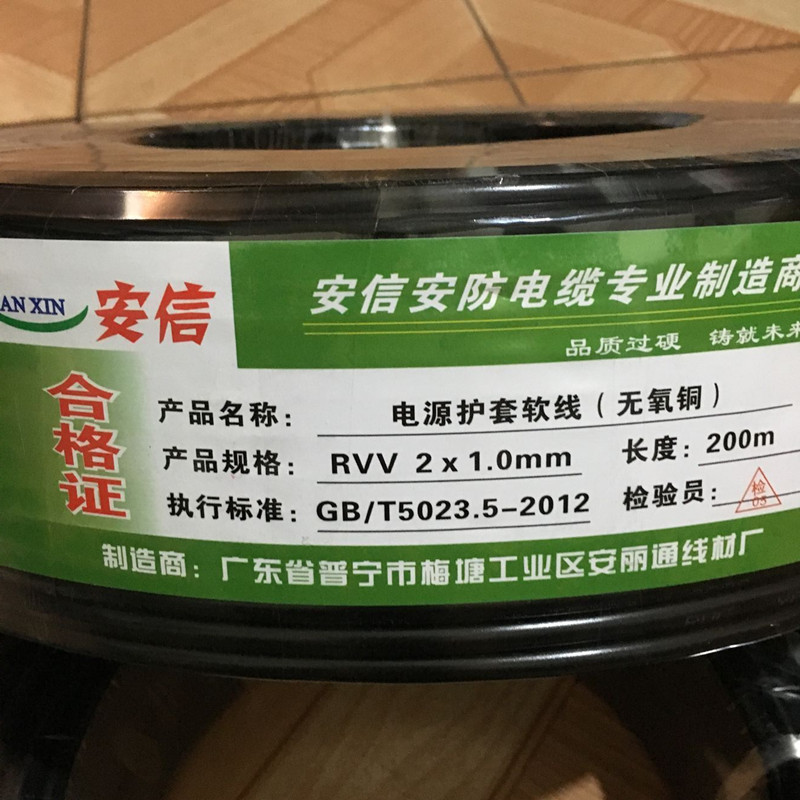 AN XIN 安信
安信安防电缆专业制造商
品质过硬 铸就未来
合格证
产品名称： 电源护套软线（无氧铜）
产品规格： RVV 2x1.0mm 长度： 200m
执行标准： GB/T5023.5-2012 检验员： 检 05
制造商：广东省普宁市梅塘工业区安丽通线材厂